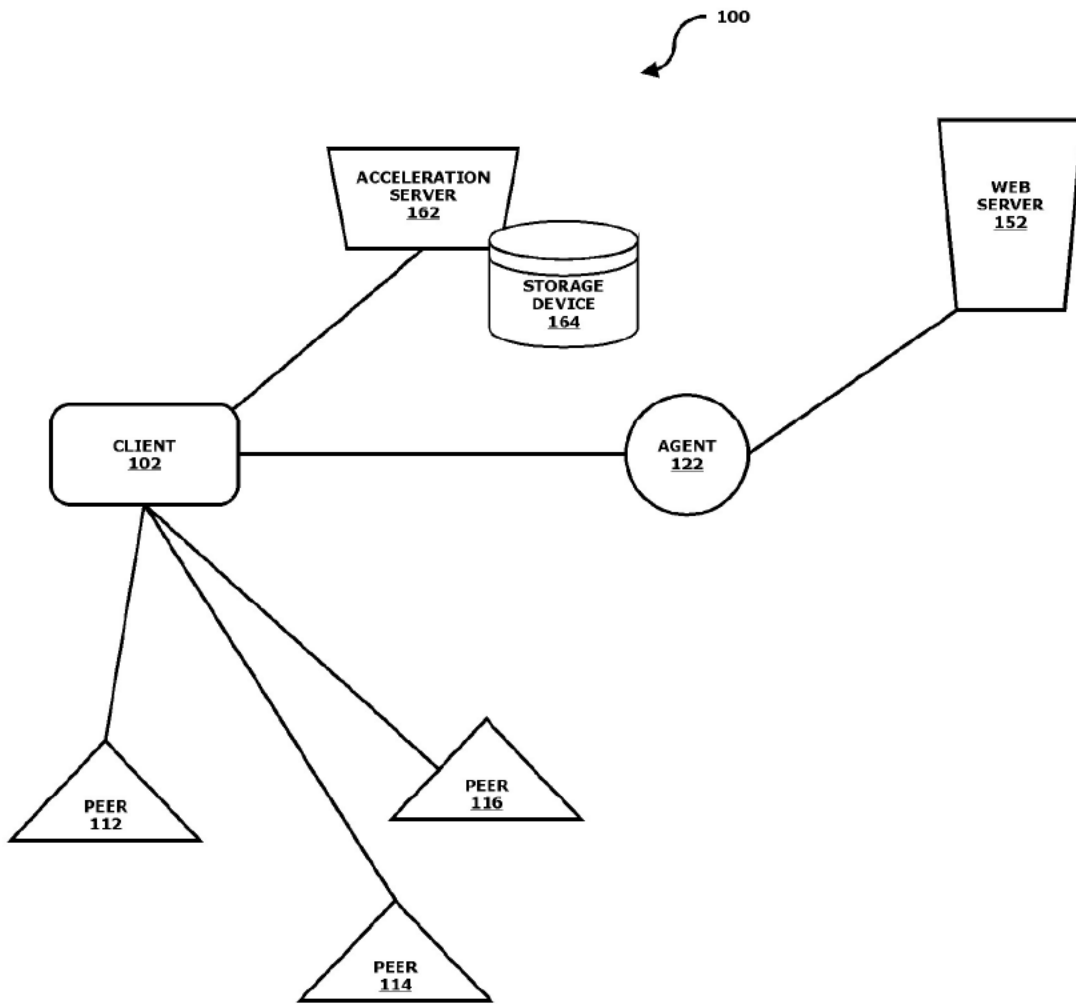 100
ACCELERATION
SERVER
162
WEB
SERVER
152
STORAGE
DEVICE
164
CLIENT
102
AGENT
122
PEER
116
PEER
112
PEER
114